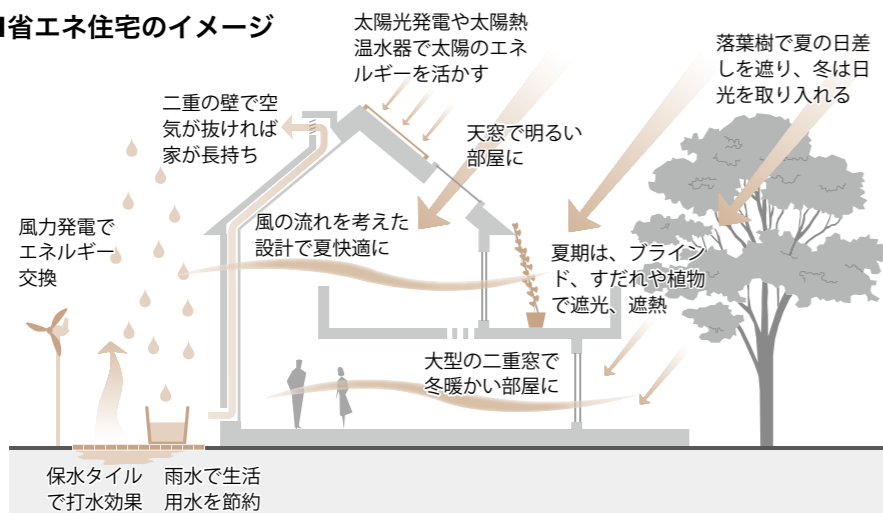 省エネ住宅のイメージ
太陽光発電や太陽熱
温水器で太陽のエネ
ルギーを活かす
落葉樹で夏の日差
しを遮り、冬は日
光を取り入れる
二重の壁で空
気が抜ければ
家が長持ち
天窓で明るい
部屋に
風力発電で
エネルギー
交換
風の流れを考えた
設計で夏快適に
夏期は、ブライン
ド、すだれや植物
で遮光、遮熱
大型の二重窓で
冬暖かい部屋に
保水タイル
で打水効果
雨水で生活
用水を節約